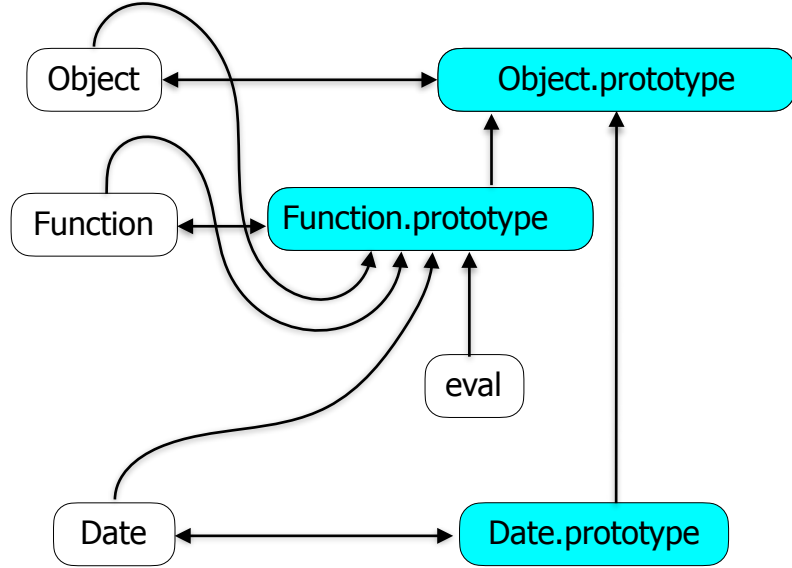 Object
Object.prototype
Function
Function.prototype
eval
Date
Date.prototype